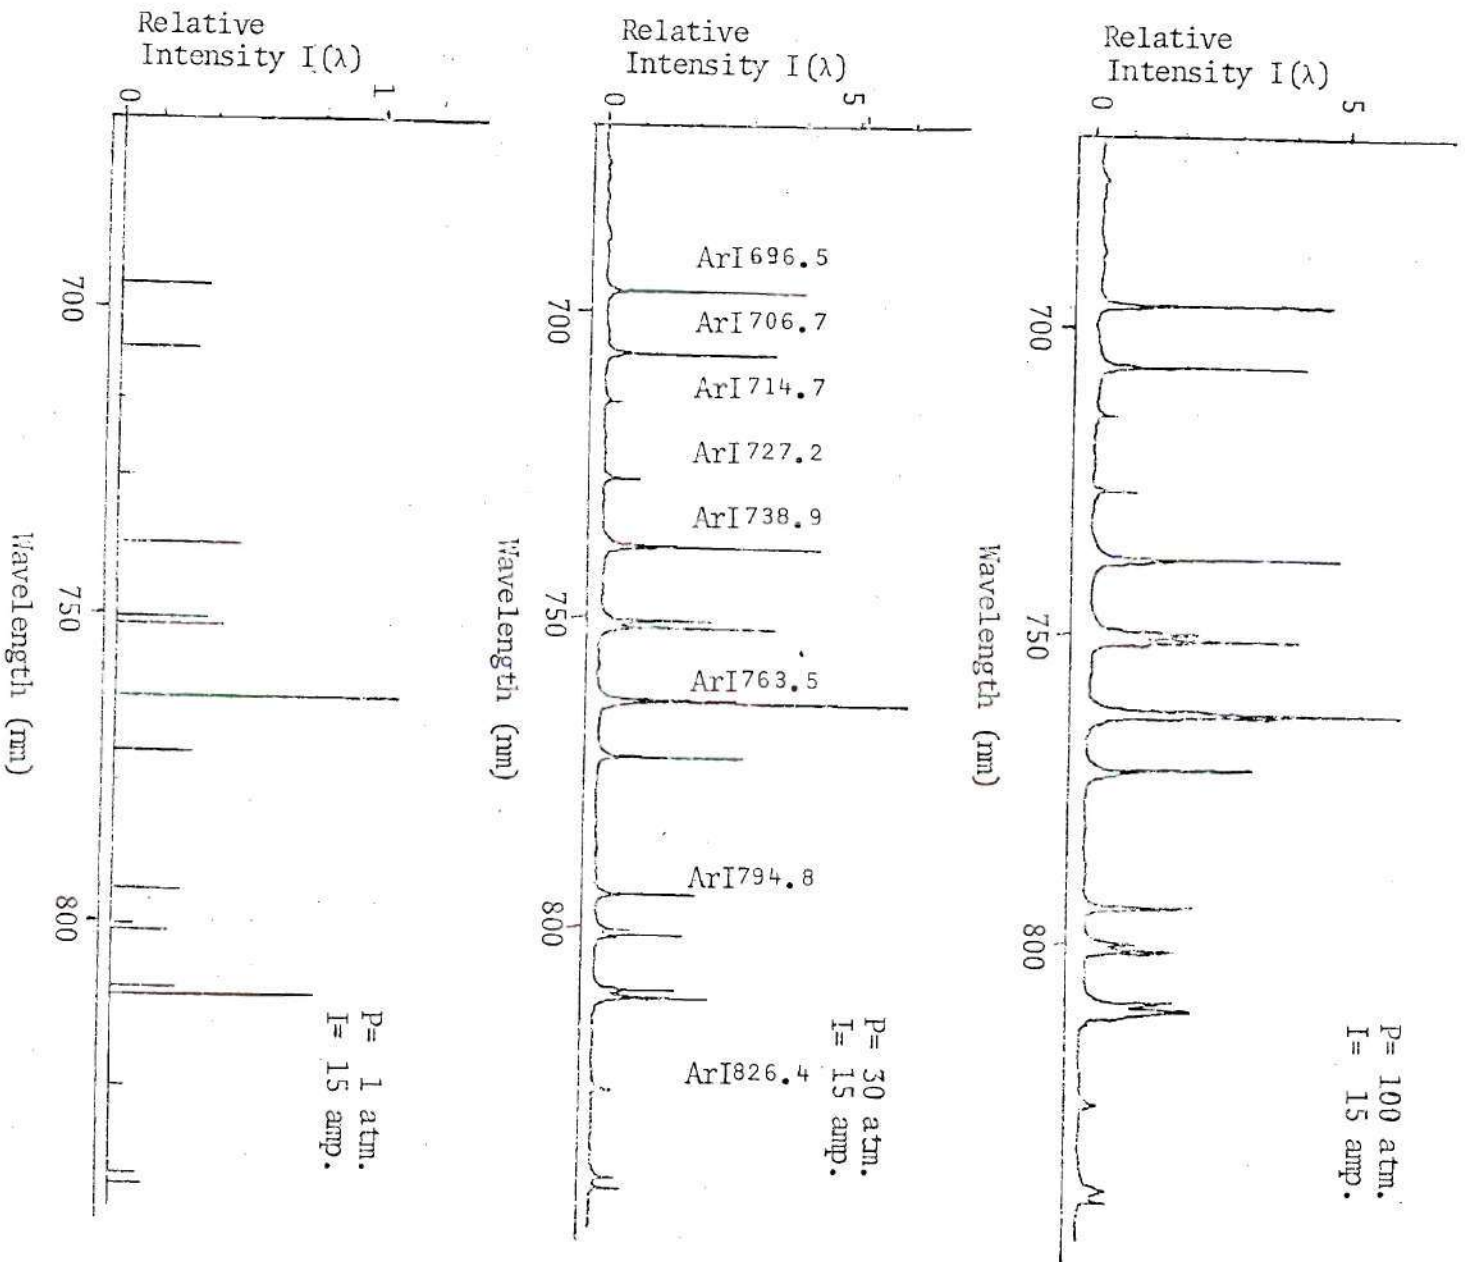 Relative
Intensity I(λ)
0
1
700
750
800
Wavelength (nm)
P= 1 atm.
I= 15 amp.
Relative
Intensity I(λ)
0
5
ArI696.5
ArI706.7
ArI714.7
ArI727.2
ArI738.9
ArI763.5
ArI794.8
ArI826.4
700
750
800
Wavelength (nm)
P= 30 atm.
I= 15 amp.
Relative
Intensity I(λ)
0
5
700
750
800
Wavelength (nm)
P= 100 atm.
I= 15 amp.